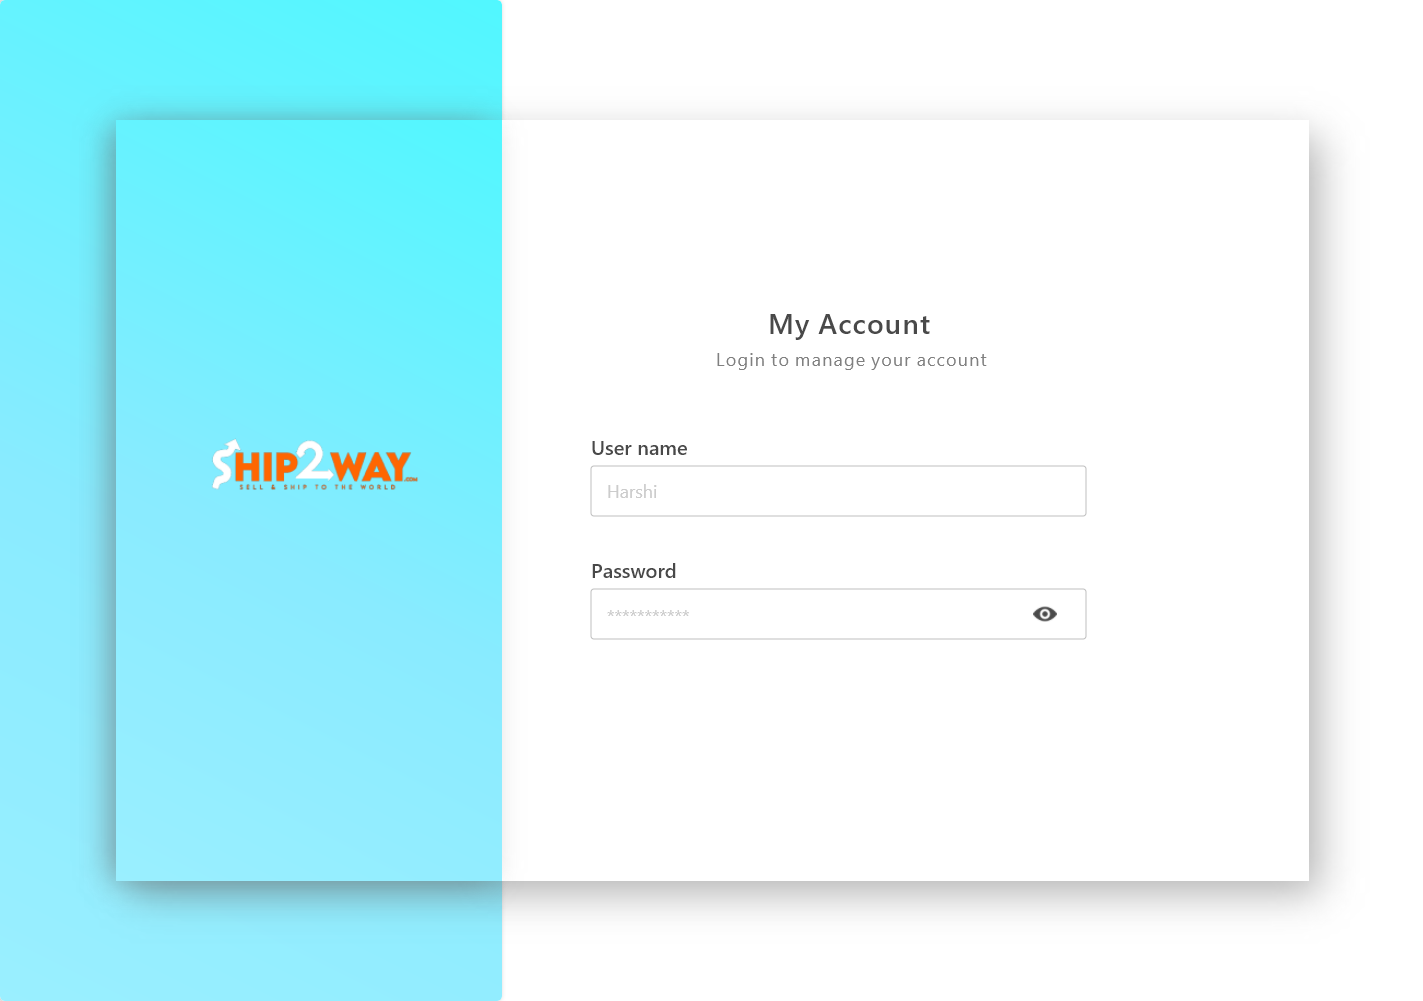 SHIP2WAY.COM
SELL & SHIP TO THE WORLD
My Account
Login to manage your account
User name
Harshi
Password
***********